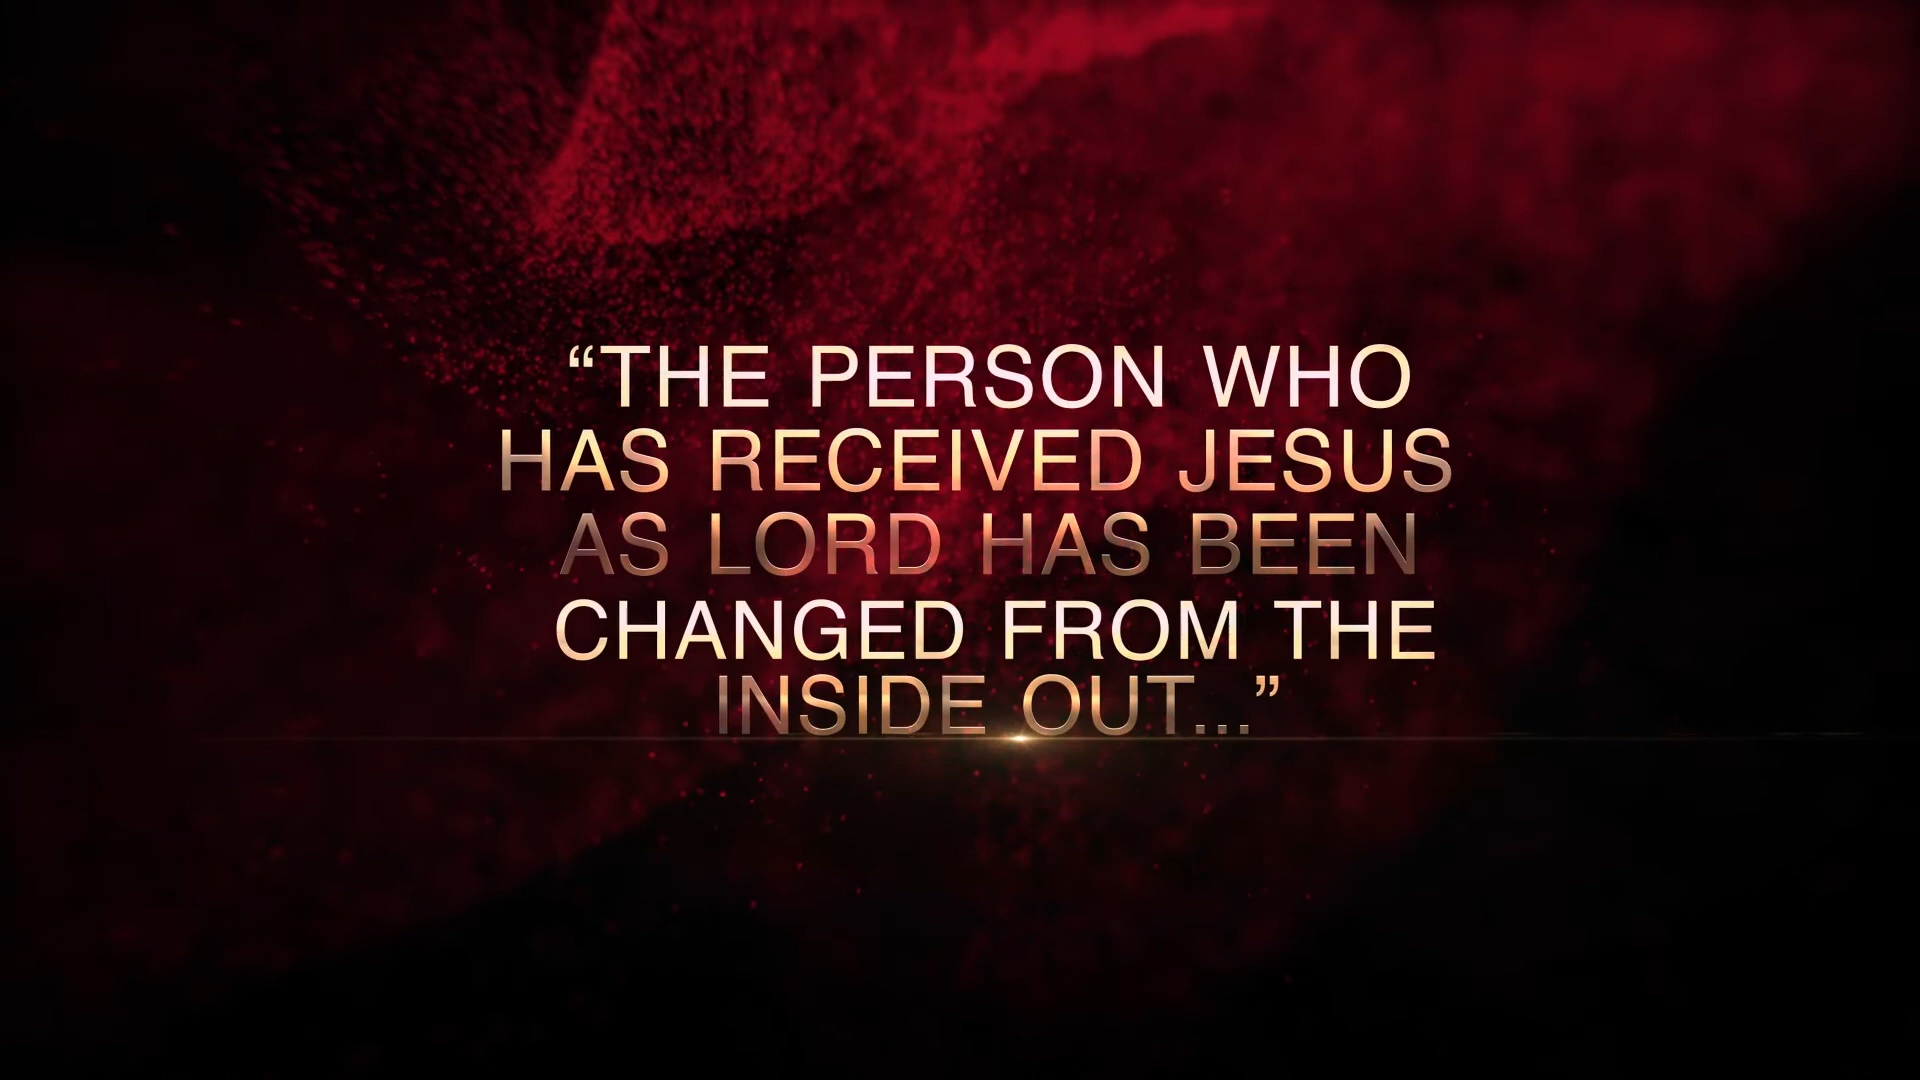 “THE PERSON WHO
HAS RECEIVED JESUS
AS LORD HAS BEEN
CHANGED FROM THE
INSIDE OUT...”